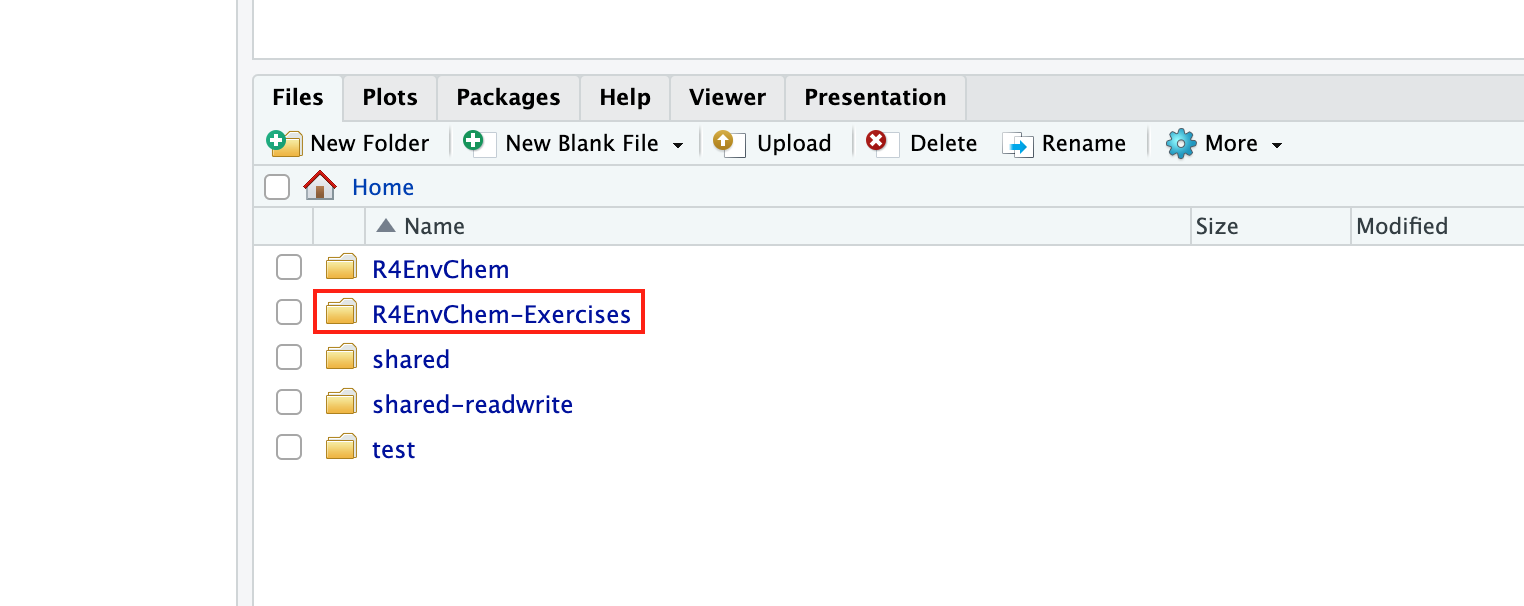 Files Plots Packages Help Viewer Presentation
New Folder New Blank File Upload Delete Rename More
Home
Name Size Modified
R4EnvChem
R4EnvChem-Exercises
shared
shared-readwrite
test